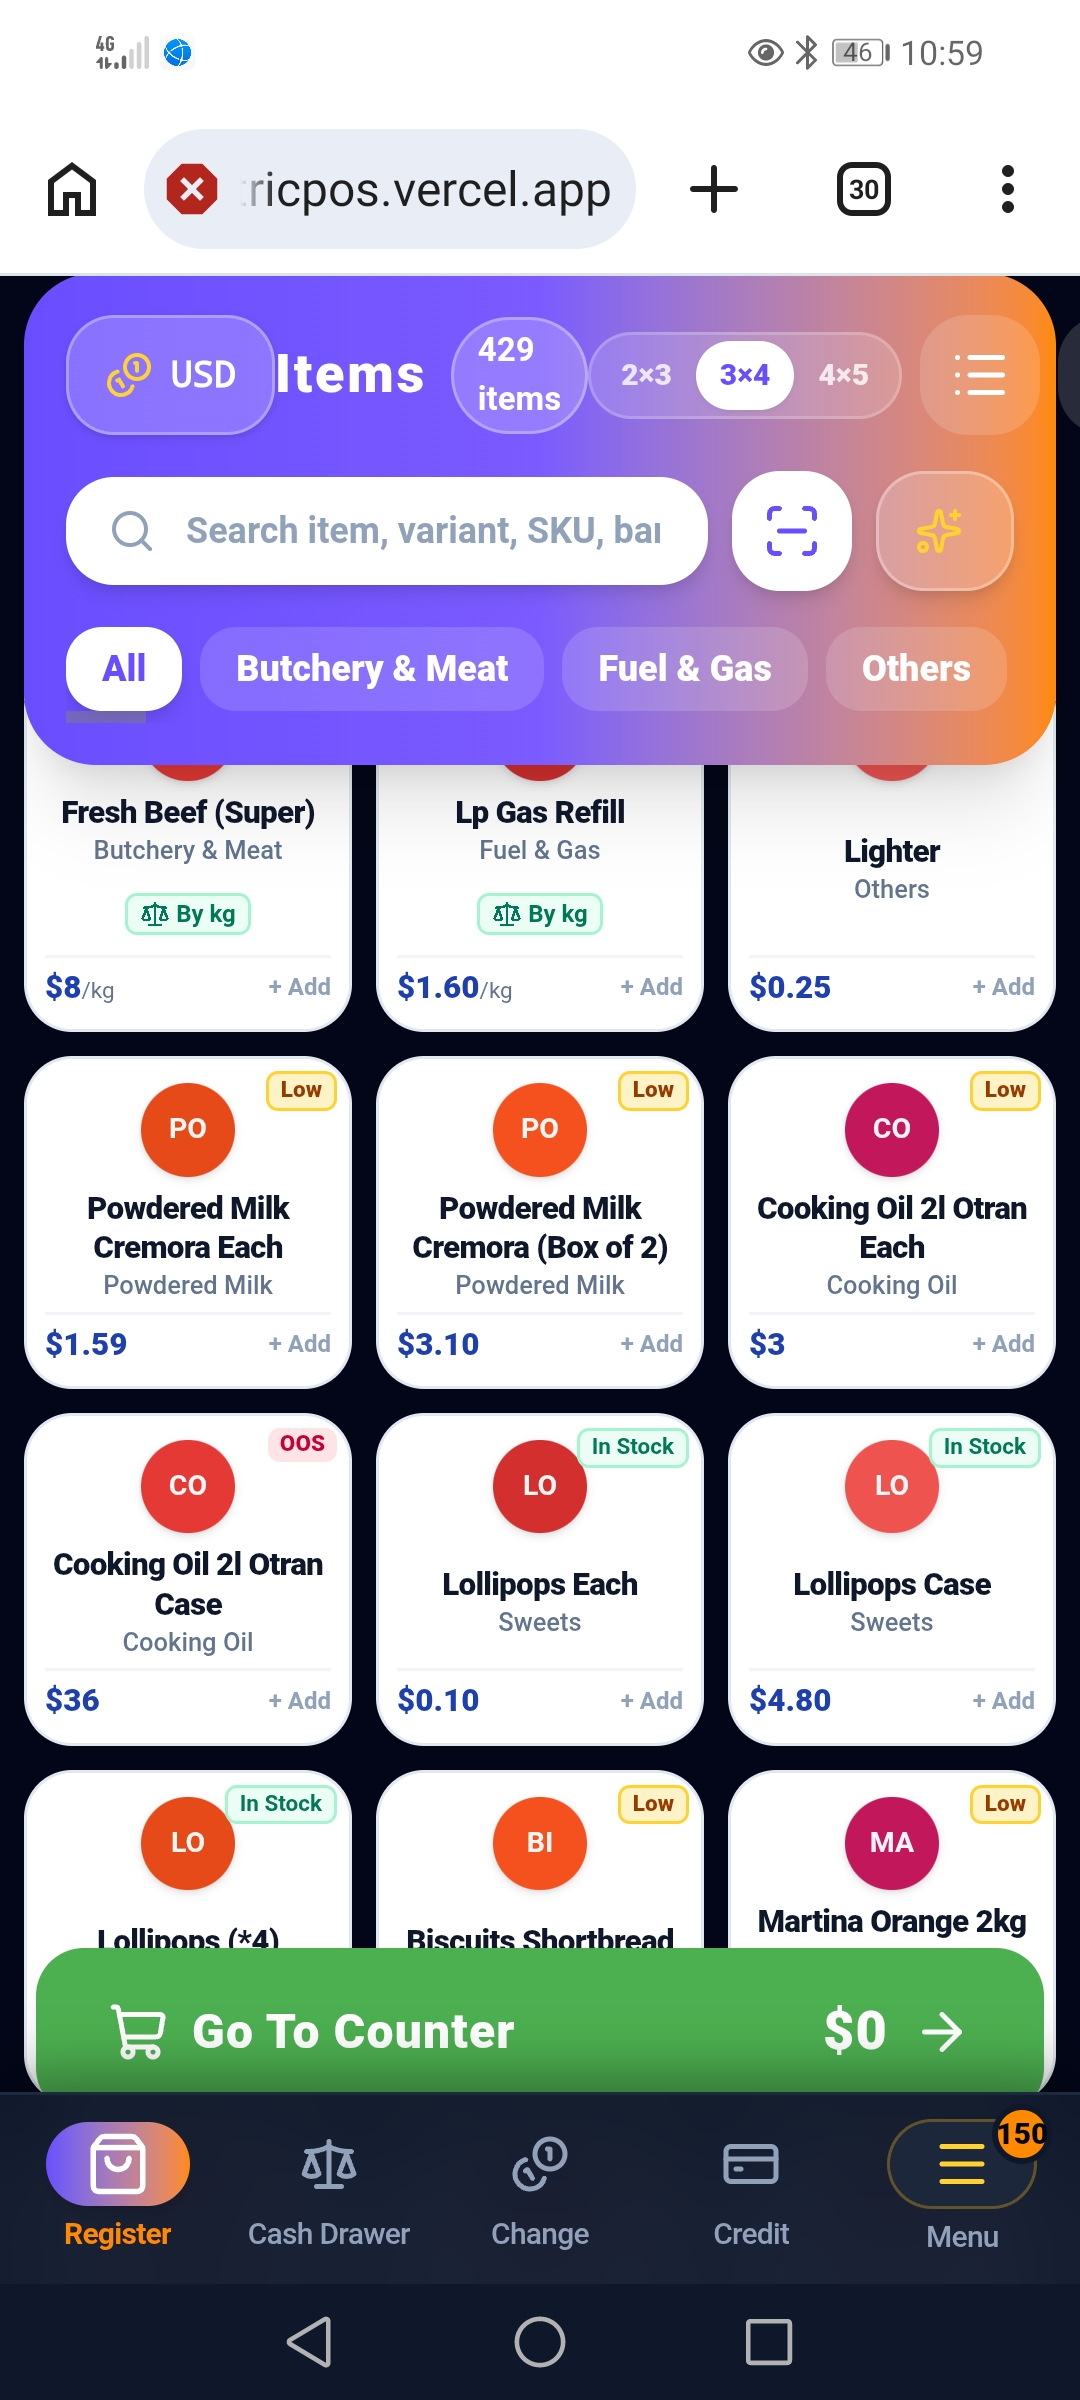 4G
46
10:59
ricpos.vercel.app
30
USD
Items
429
items
2×3
3×4
4×5
Search item, variant, SKU, bar
All
Butchery & Meat
Fuel & Gas
Others
Fresh Beef (Super)
Butchery & Meat
By kg
$8/kg
+ Add
Lp Gas Refill
Fuel & Gas
By kg
$1.60/kg
+ Add
Lighter
Others
$0.25
+ Add
Low
PO
Powdered Milk
Cremora Each
Powdered Milk
$1.59
+ Add
Low
PO
Powdered Milk
Cremora (Box of 2)
Powdered Milk
$3.10
+ Add
Low
CO
Cooking Oil 2l Otran
Each
Cooking Oil
$3
+ Add
OOS
CO
Cooking Oil 2l Otran
Case
Cooking Oil
$36
+ Add
In Stock
LO
Lollipops Each
Sweets
$0.10
+ Add
In Stock
LO
Lollipops Case
Sweets
$4.80
+ Add
In Stock
LO
Lollipops (*4)
Low
BI
Biscuits Shortbread
Low
MA
Martina Orange 2kg
Go To Counter
$0
Register
Cash Drawer
Change
Credit
150
Menu